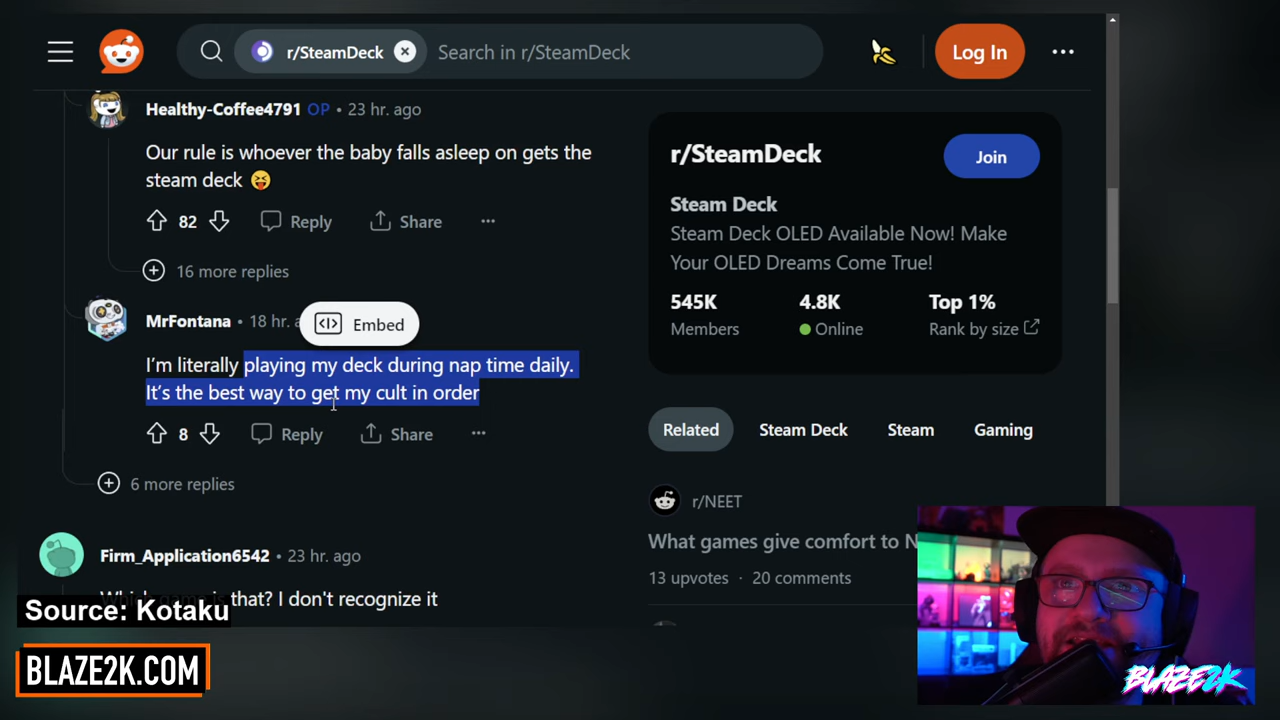 r/SteamDeck
Search in r/SteamDeck
Log In
Healthy-Coffee4791 OP • 23 hr. ago
Our rule is whoever the baby falls asleep on gets the
steam deck 😝
82
Reply
Share
16 more replies
MrFontana • 18 hr. a
Embed
I’m literally playing my deck during nap time daily.
It’s the best way to get my cult in order
8
Reply
Share
6 more replies
Firm_Application6542 • 23 hr. ago
that? I don't recognize it
Source: Kotaku
BLAZE2K.COM
r/SteamDeck
Join
Steam Deck
Steam Deck OLED Available Now! Make
Your OLED Dreams Come True!
545K
4.8K
Top 1%
Members
Online
Rank by size
Related
Steam Deck
Steam
Gaming
r/NEET
What games give comfort to N
13 upvotes · 20 comments
BLAZE2K